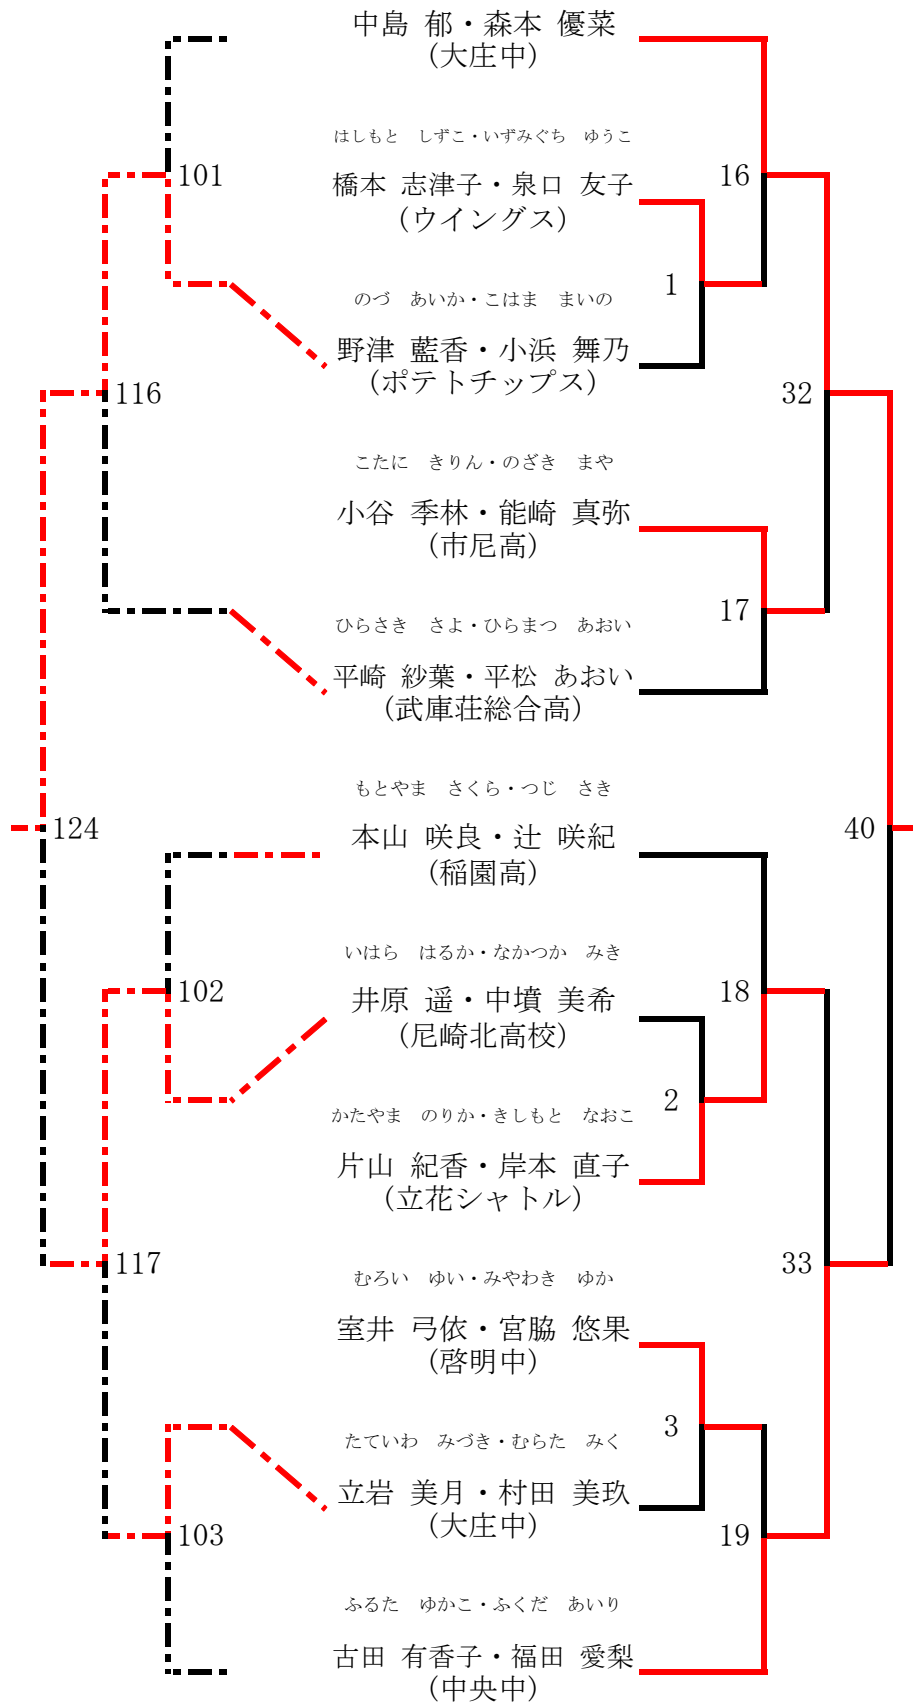 中島 郁・森本 優菜
(大庄中)
はしもと しずこ・いずみぐち ゆうこ
101
16
橋本 志津子・泉口 友子
(ウイングス)
1
のづ あいか・こはま まいの
野津 藍香・小浜 舞乃
(ポテトチップス)
116
32
こたに きりん・のざき まや
小谷 季林・能崎 真弥
(市尼高)
17
ひらさき さよ・ひらまつ あおい
平崎 紗葉・平松 あおい
(武庫荘総合高)
もとやま さくら・つじ さき
124
40
本山 咲良・辻 咲紀
(稲園高)
いはら はるか・なかつか みき
102
18
井原 遥・中墳 美希
(尼崎北高校)
2
かたやま のりか・きしもと なおこ
片山 紀香・岸本 直子
(立花シャトル)
117
33
むろい ゆい・みやわき ゆか
室井 弓依・宮脇 悠果
(啓明中)
3
たていわ みづき・むらた みく
立岩 美月・村田 美玖
(大庄中)
103
19
ふるた ゆかこ・ふくだ あいり
古田 有香子・福田 愛梨
(中央中)